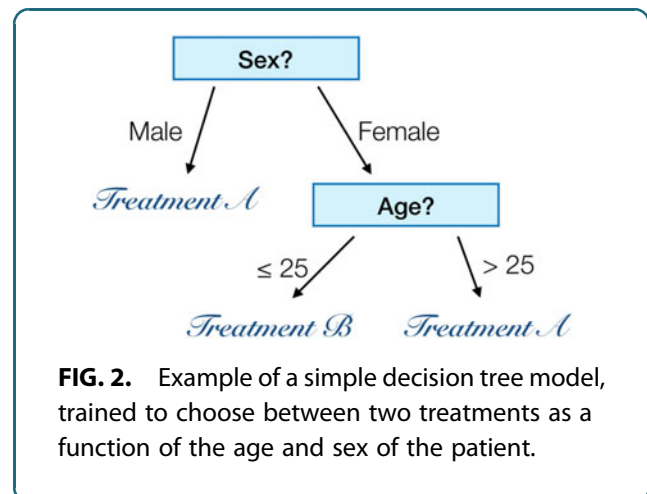 Sex?
Male
Female
Treatment A
Age?
≤ 25
> 25
Treatment B
Treatment A
FIG. 2. Example of a simple decision tree model,
trained to choose between two treatments as a
function of the age and sex of the patient.